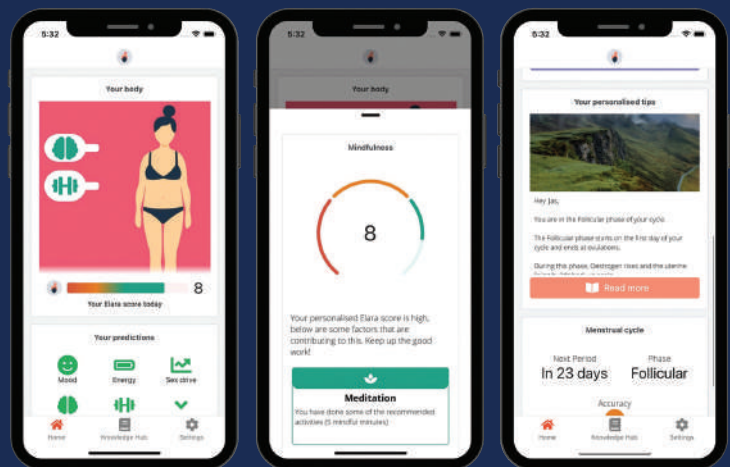 5:32
Your body
8
Your Elara score today
Your predictions
Mood
Energy
Sex drive
Home
Knowledge Hub
Settings
5:32
Your body
Mindfulness
8
Your personalised Elara score is high,
below are some factors that are
contributing to this. Keep up the good
work!
Meditation
You have done some of the recommended
activities (5 mindful minutes)
5:32
Your personalised tips
Hey Jas,
You are in the Follicular phase of your cycle.
The Follicular phase starts on the first day of your
cycle and ends at ovulations.
During this phase, Oestrogen rises and the uterine
Read more
Menstrual cycle
Next Period
Phase
In 23 days
Follicular
Accuracy
Home
Knowledge Hub
Settings